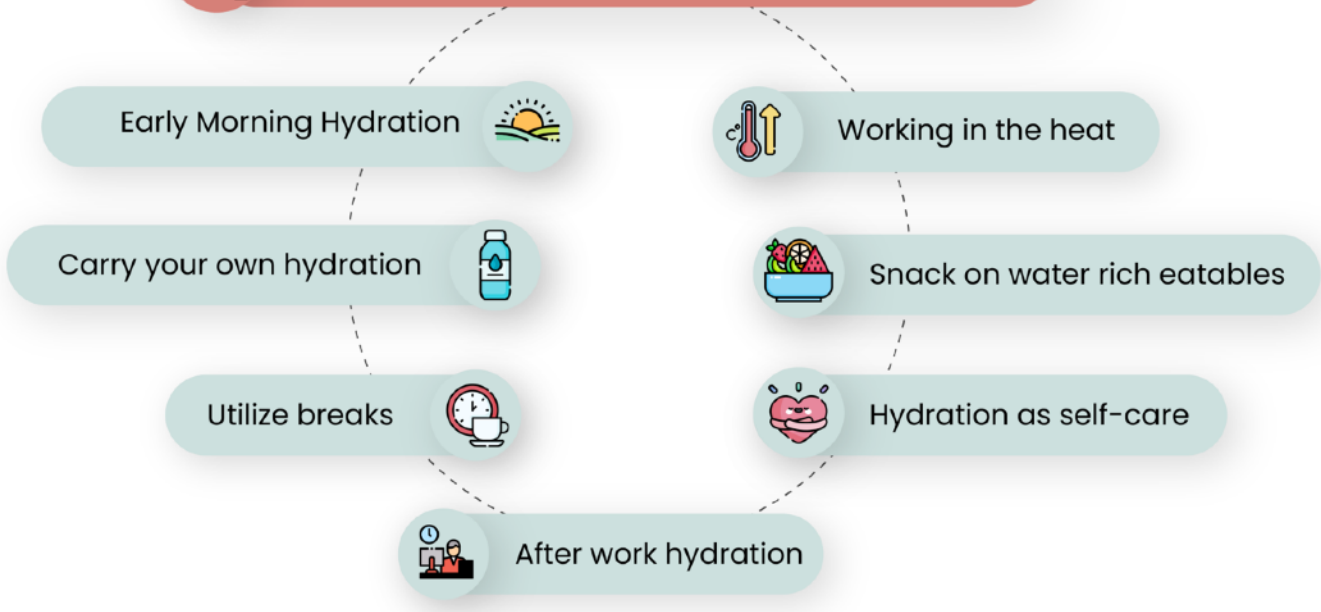 Early Morning Hydration
Working in the heat
Carry your own hydration
Snack on water rich eatables
Utilize breaks
Hydration as self-care
After work hydration